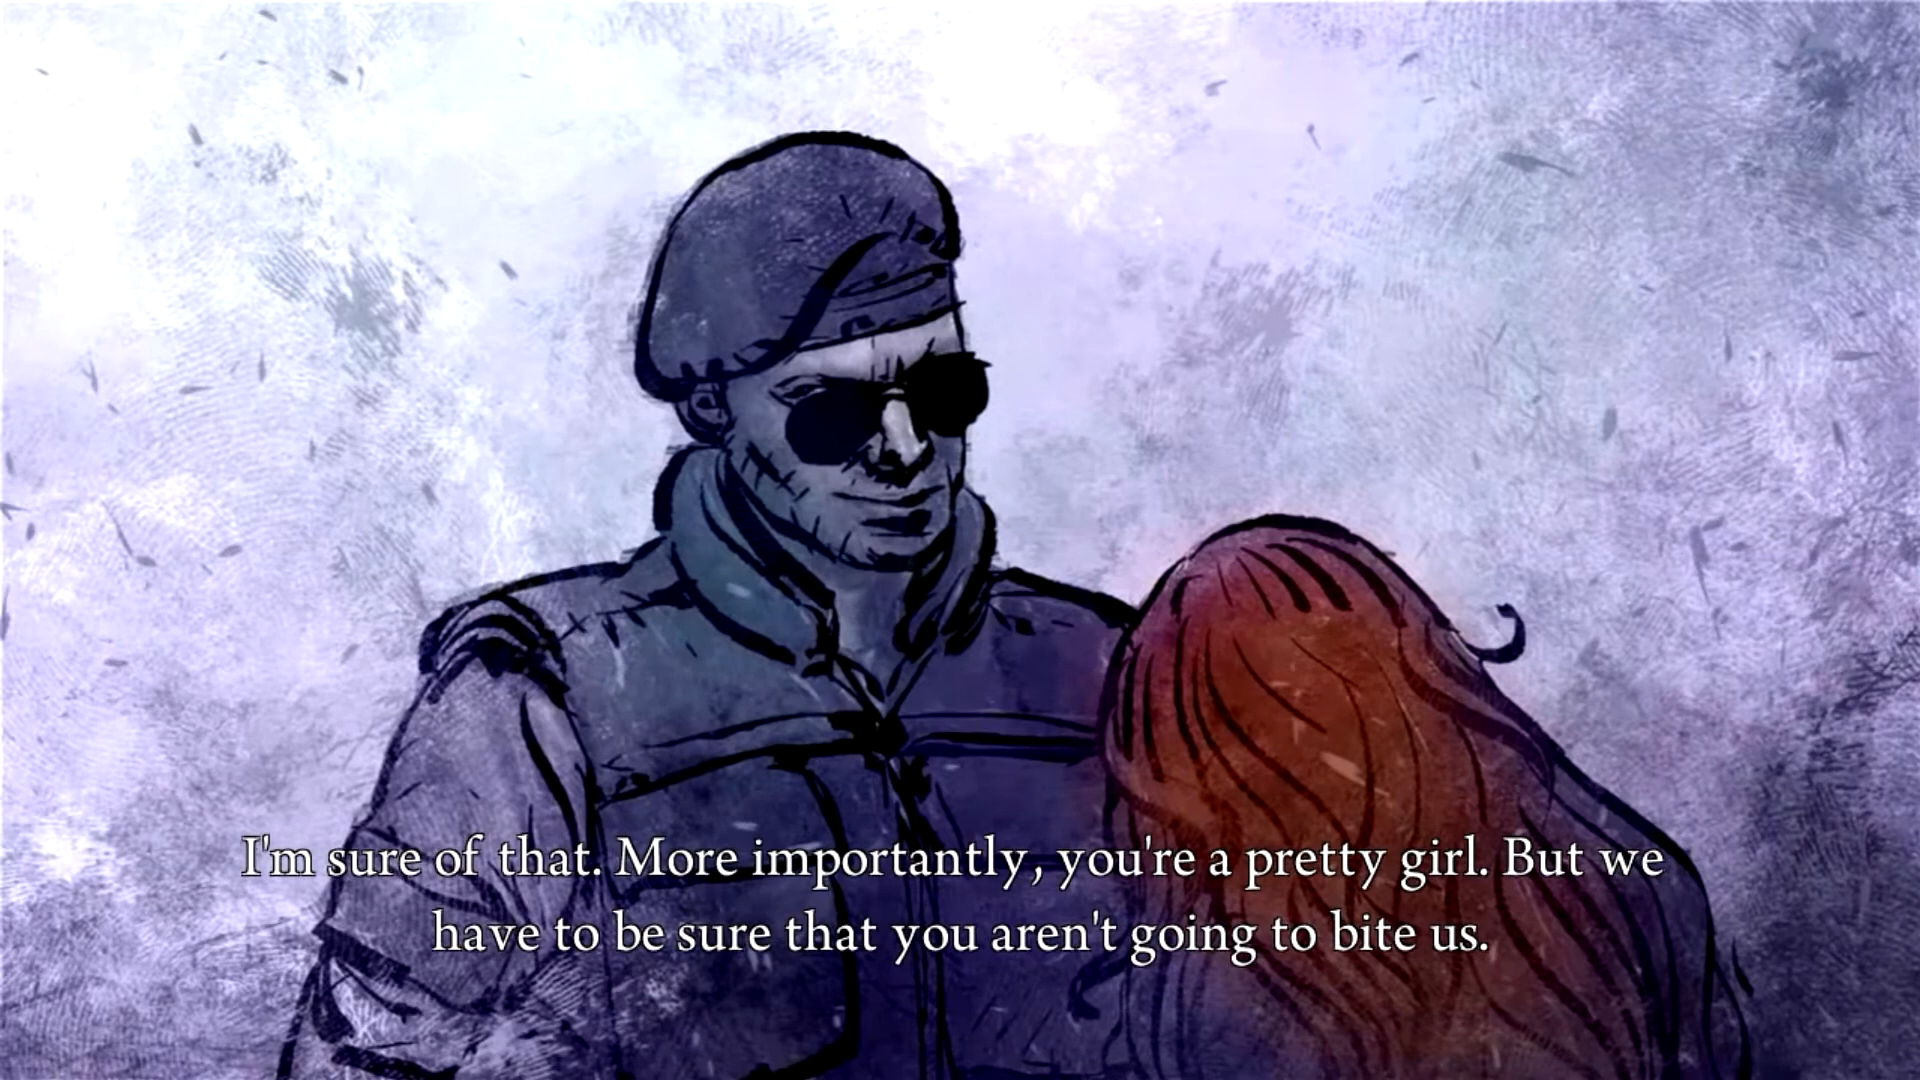 I'm sure of that. More importantly, you're a pretty girl. But we
have to be sure that you aren't going to bite us.